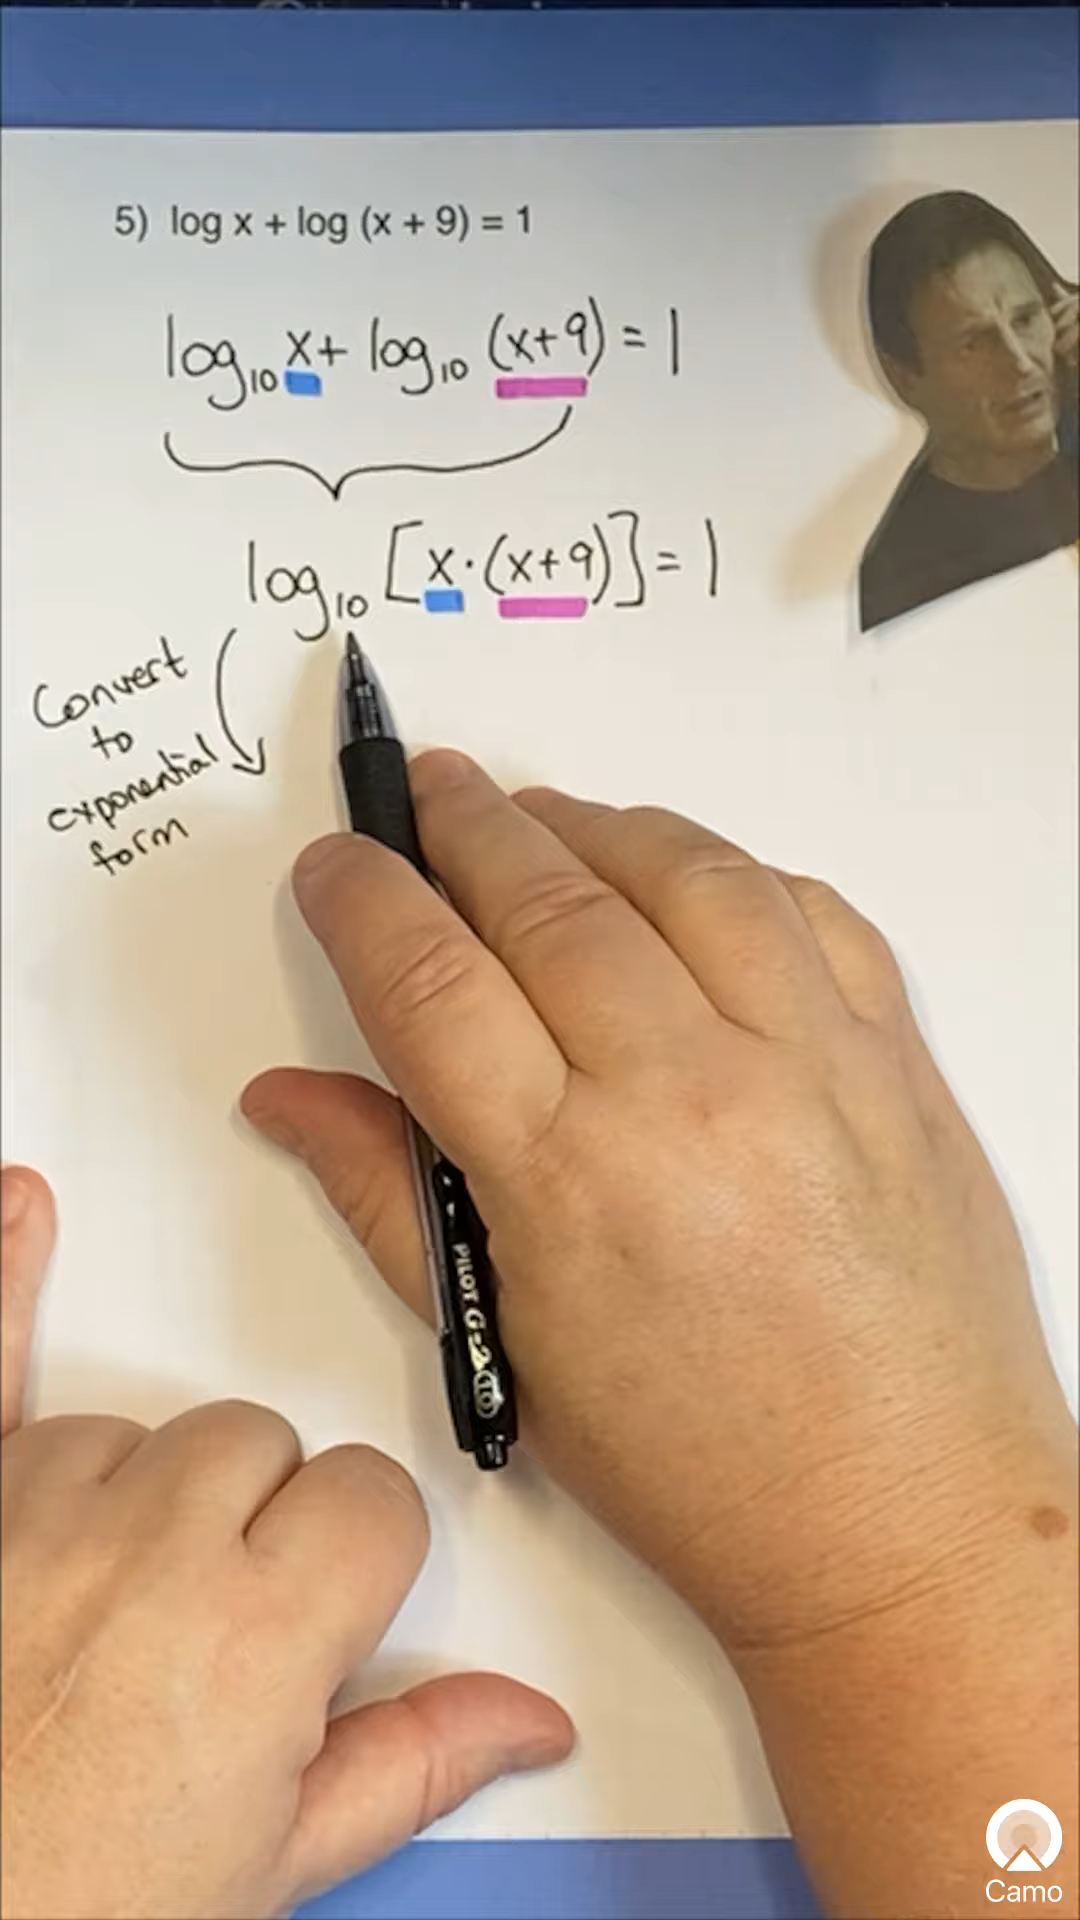 5) log x + log (x + 9) = 1
log₁₀ x + log₁₀ (x+9) = 1
log₁₀ [x·(x+9)] = 1
Convert
to
exponential
form
PILOT G-2 10
Camo